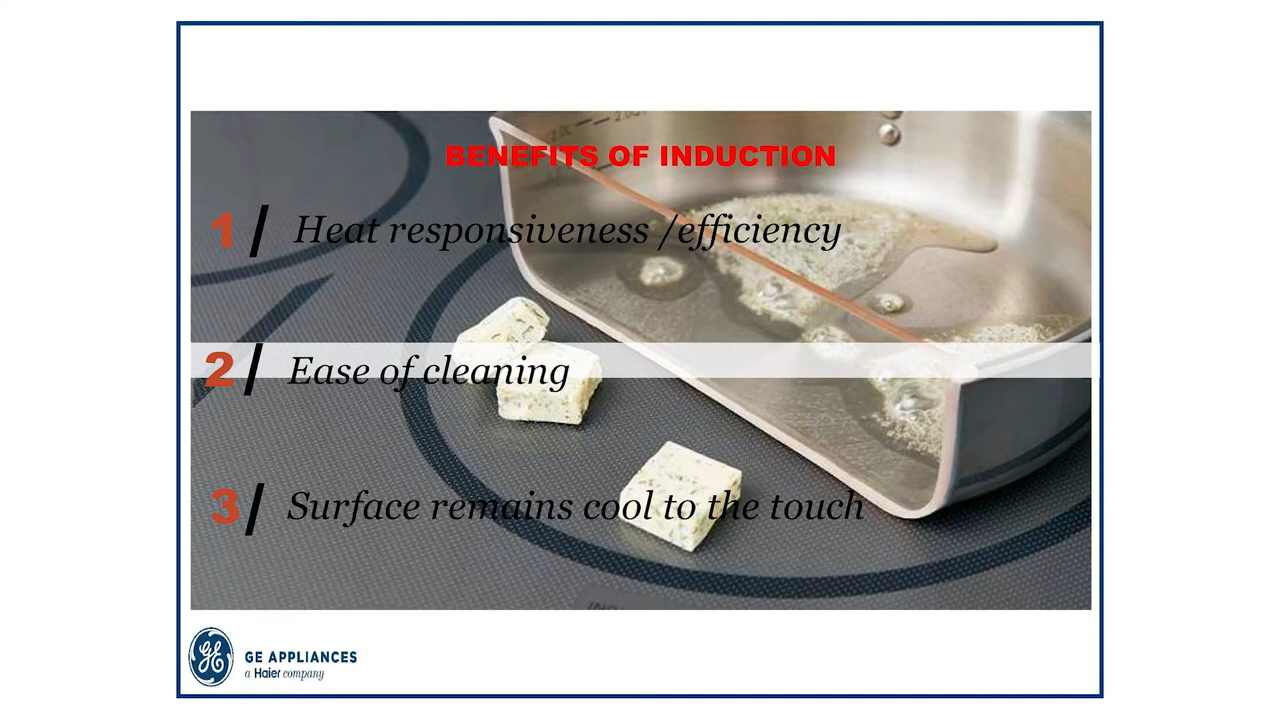 BENEFITS OF INDUCTION
1/ Heat responsiveness /efficiency
2/ Ease of cleaning
3/ Surface remains cool to the touch
GE APPLIANCES
a Haier company